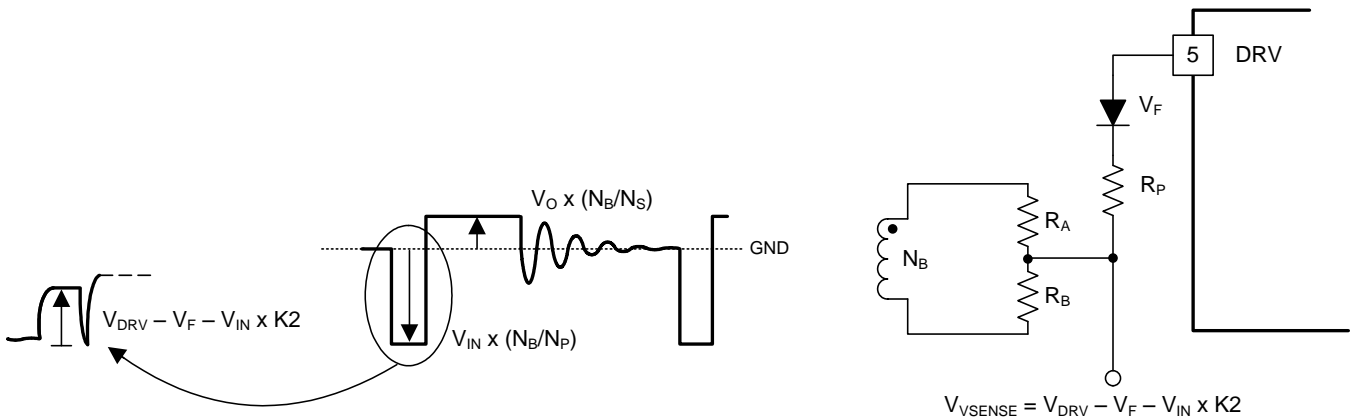 5 DRV
V_F
R_P
V_O x (N_B/N_S)
R_A
GND
N_B
R_B
V_DRV – V_F – V_IN x K2
V_IN x (N_B/N_P)
V_VSENSE = V_DRV – V_F – V_IN x K2